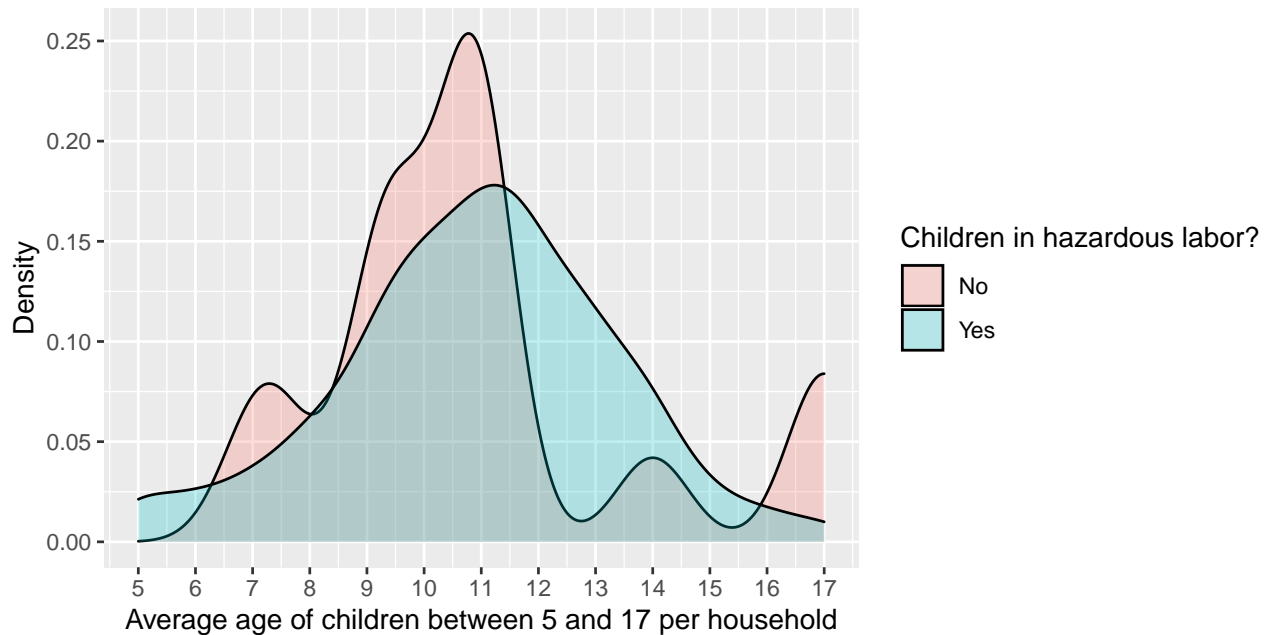 0.25
0.20
0.15
0.10
0.05
0.00
Density
5 6 7 8 9 10 11 12 13 14 15 16 17
Average age of children between 5 and 17 per household
Children in hazardous labor?
No
Yes